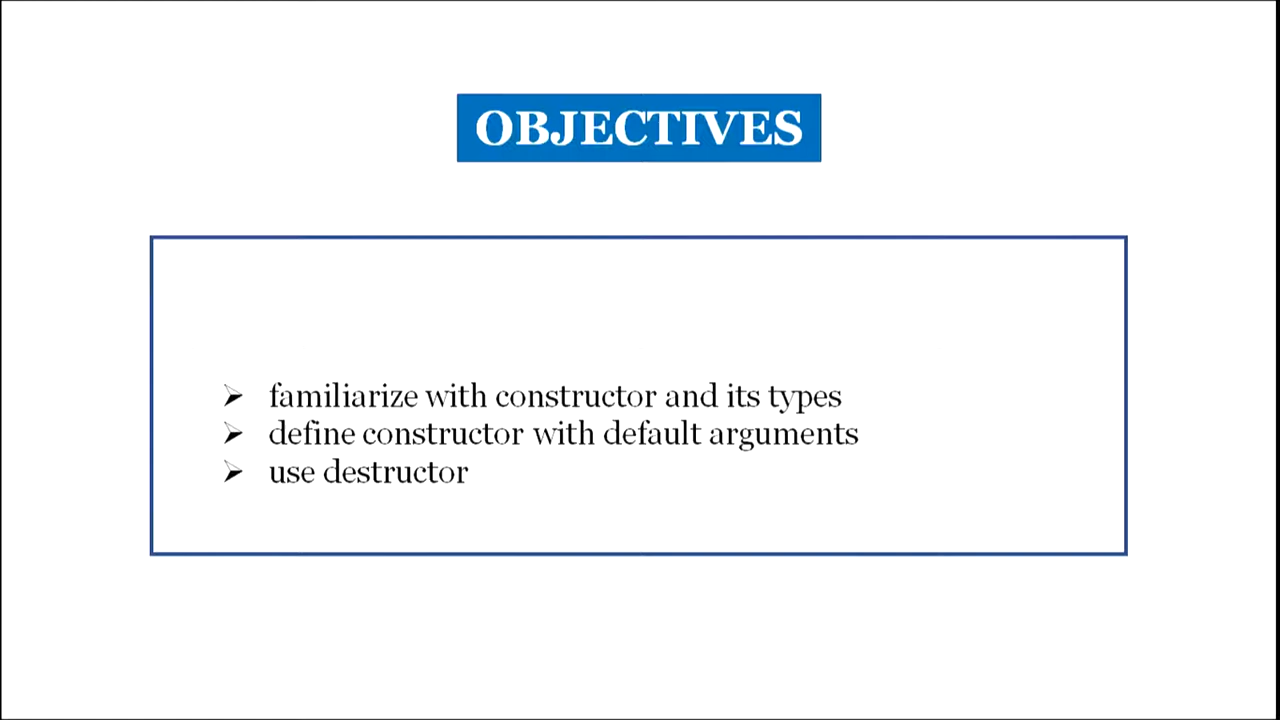 OBJECTIVES
➢ familiarize with constructor and its types
➢ define constructor with default arguments
➢ use destructor